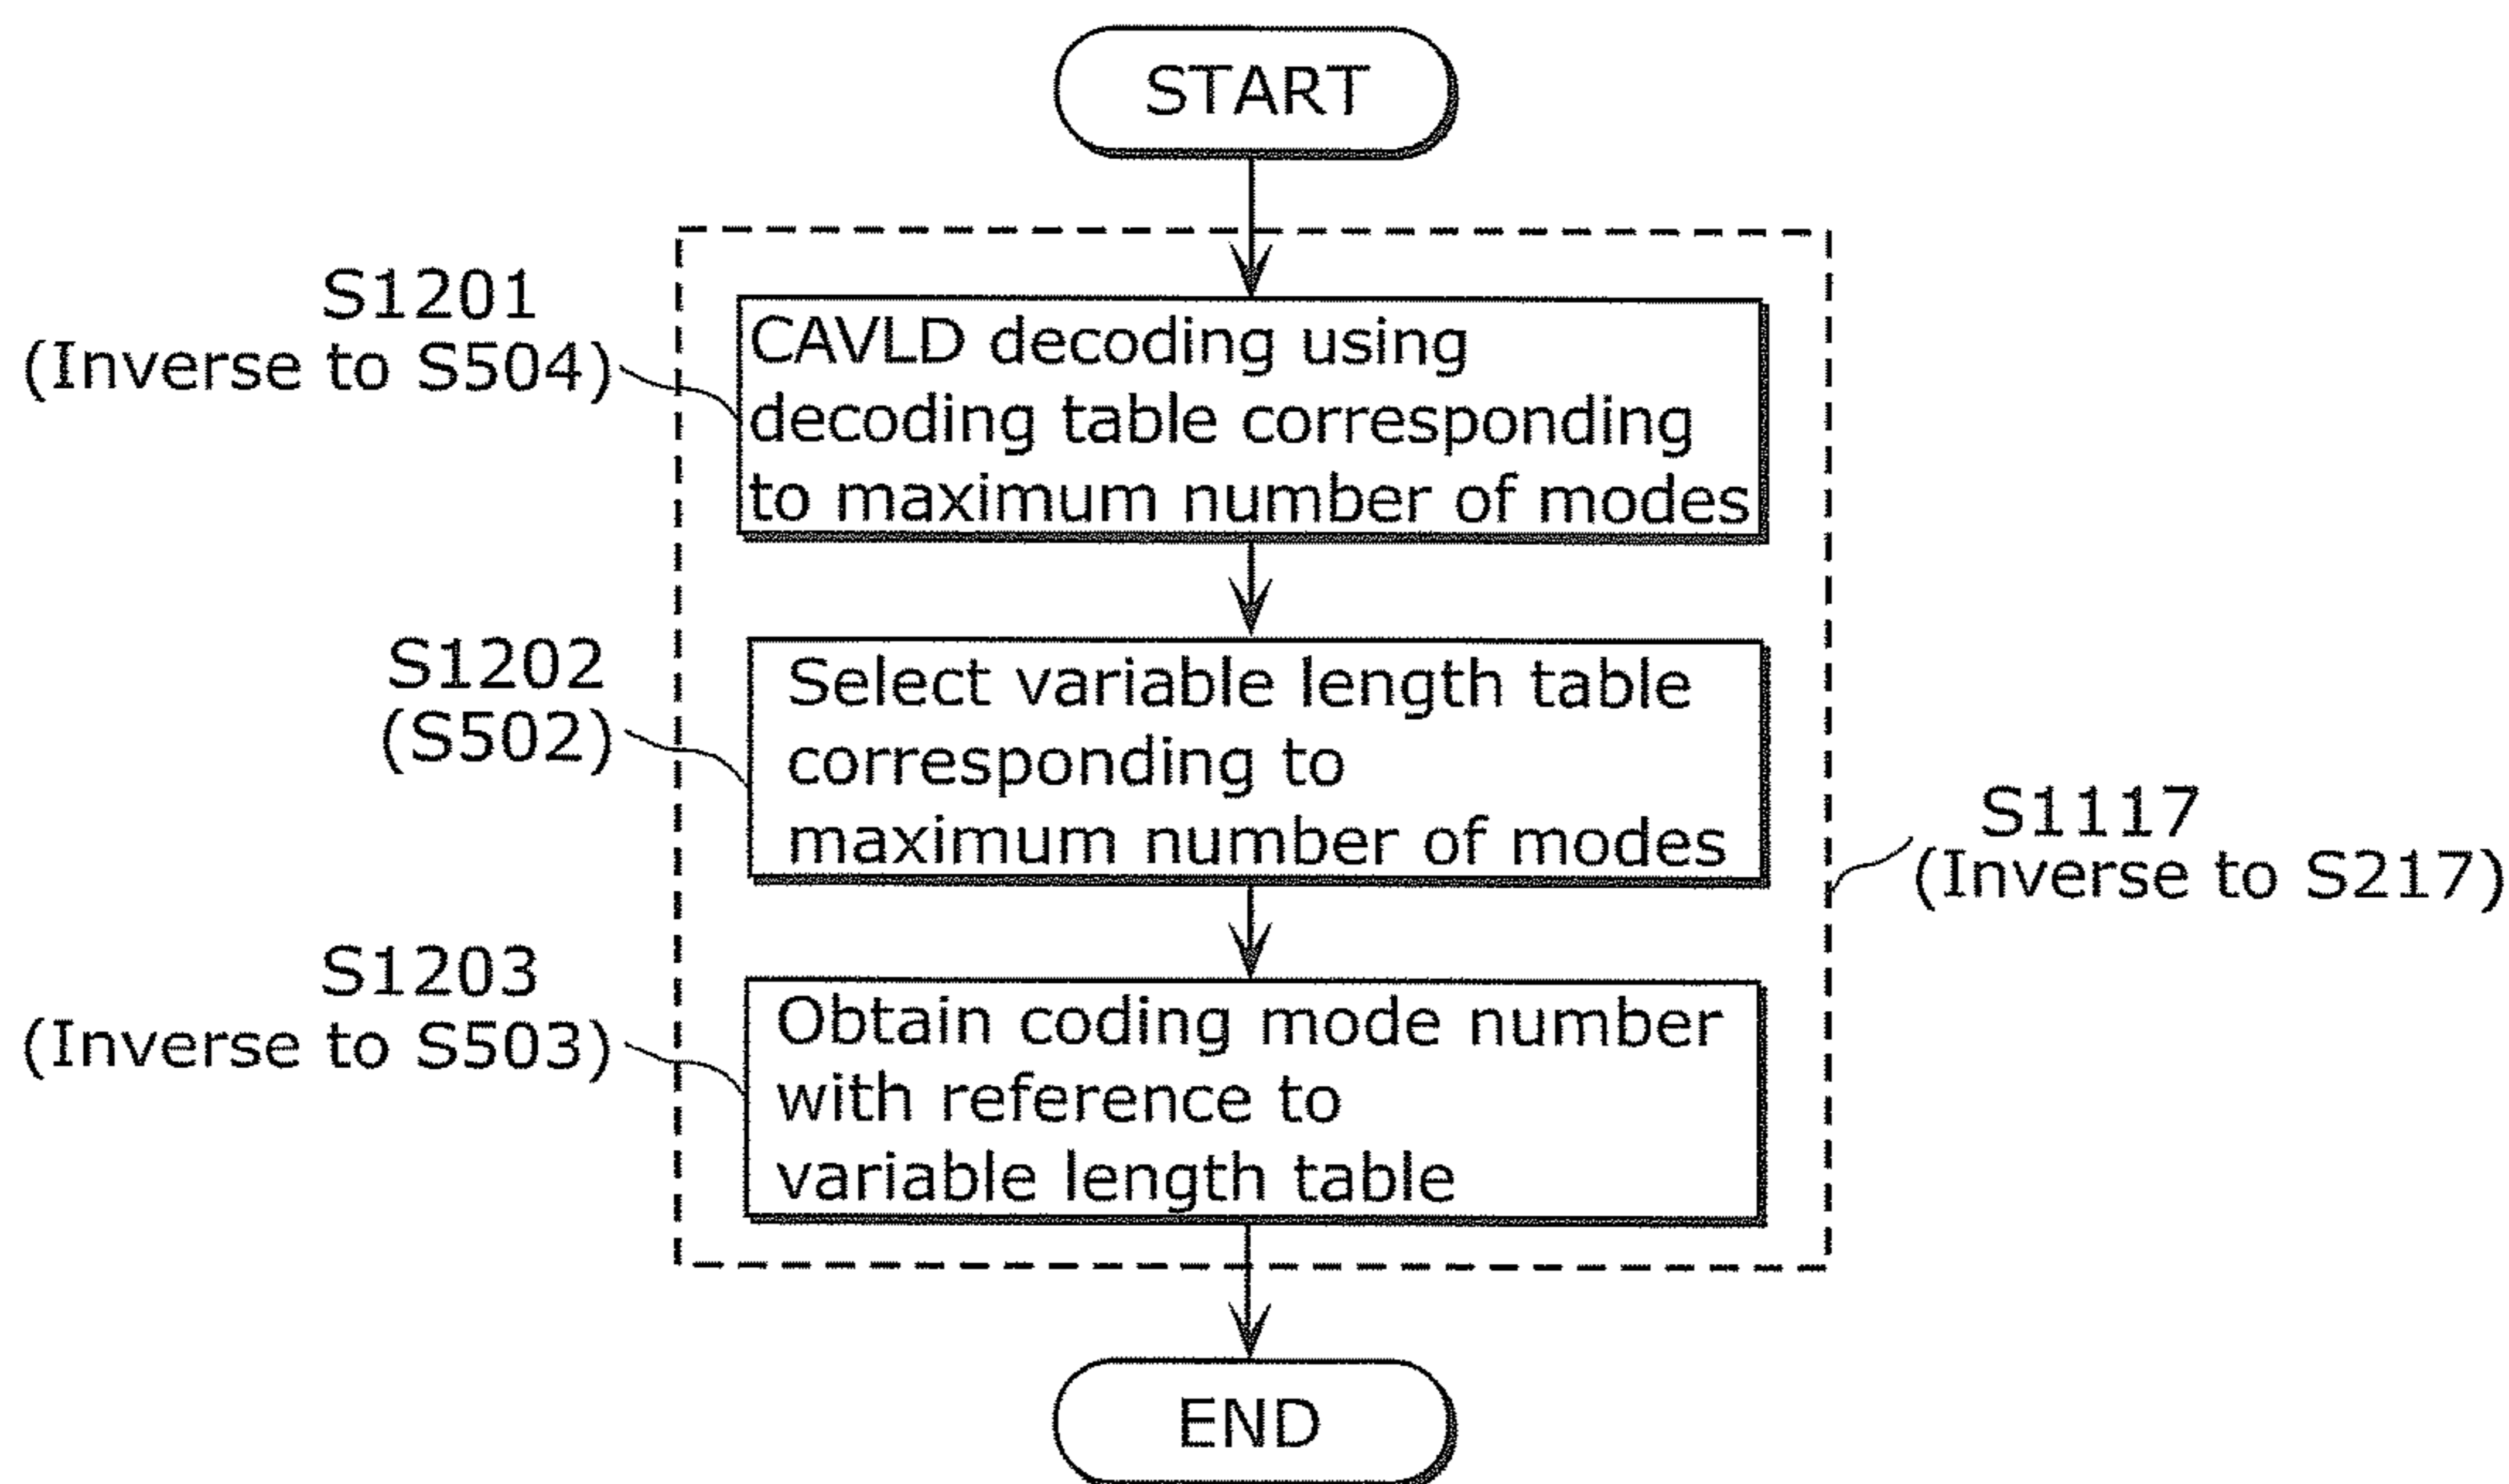 START
S1201
(Inverse to S504)
CAVLD decoding using
decoding table corresponding
to maximum number of modes
S1202
(S502)
Select variable length table
corresponding to
maximum number of modes
S1117
(Inverse to S217)
S1203
(Inverse to S503)
Obtain coding mode number
with reference to
variable length table
END